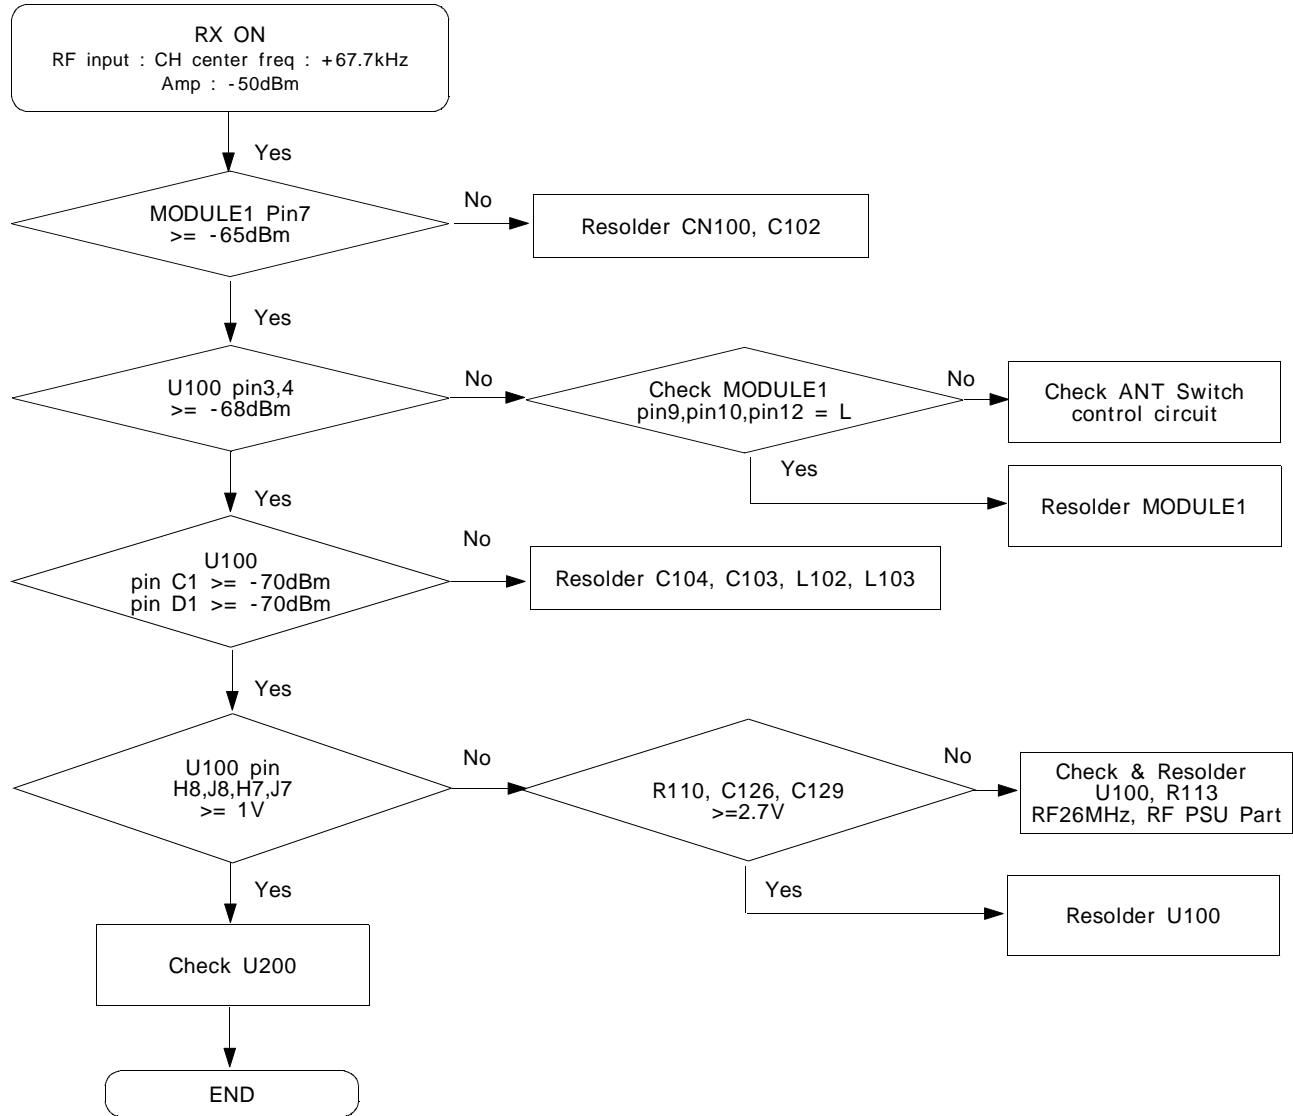 RX ON
RF input : CH center freq : +67.7kHz
Amp : -50dBm
Yes
MODULE1 Pin7
>= -65dBm
No
Resolder CN100, C102
Yes
U100 pin3,4
>= -68dBm
No
Check MODULE1
pin9,pin10,pin12 = L
No
Check ANT Switch
control circuit
Yes
Resolder MODULE1
Yes
U100
pin C1 >= -70dBm
pin D1 >= -70dBm
No
Resolder C104, C103, L102, L103
Yes
U100 pin
H8,J8,H7,J7
>= 1V
No
R110, C126, C129
>=2.7V
No
Check & Resolder
U100, R113
RF26MHz, RF PSU Part
Yes
Resolder U100
Yes
Check U200
END